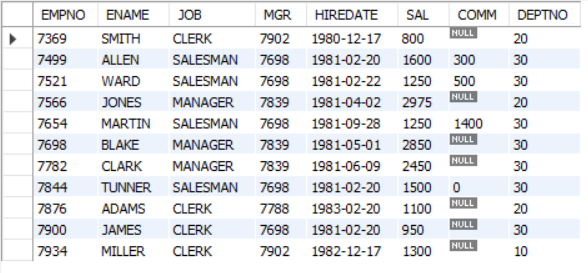 EMPNO ENAME JOB MGR HIREDATE SAL COMM DEPTNO
7369 SMITH CLERK 7902 1980-12-17 800 NULL 20
7499 ALLEN SALESMAN 7698 1981-02-20 1600 300 30
7521 WARD SALESMAN 7698 1981-02-22 1250 500 30
7566 JONES MANAGER 7839 1981-04-02 2975 NULL 20
7654 MARTIN SALESMAN 7698 1981-09-28 1250 1400 30
7698 BLAKE MANAGER 7839 1981-05-01 2850 NULL 30
7782 CLARK MANAGER 7839 1981-06-09 2450 NULL 30
7844 TUNNER SALESMAN 7698 1981-02-20 1500 0 30
7876 ADAMS CLERK 7788 1983-02-20 1100 NULL 20
7900 JAMES CLERK 7698 1981-02-20 950 NULL 30
7934 MILLER CLERK 7902 1982-12-17 1300 NULL 10